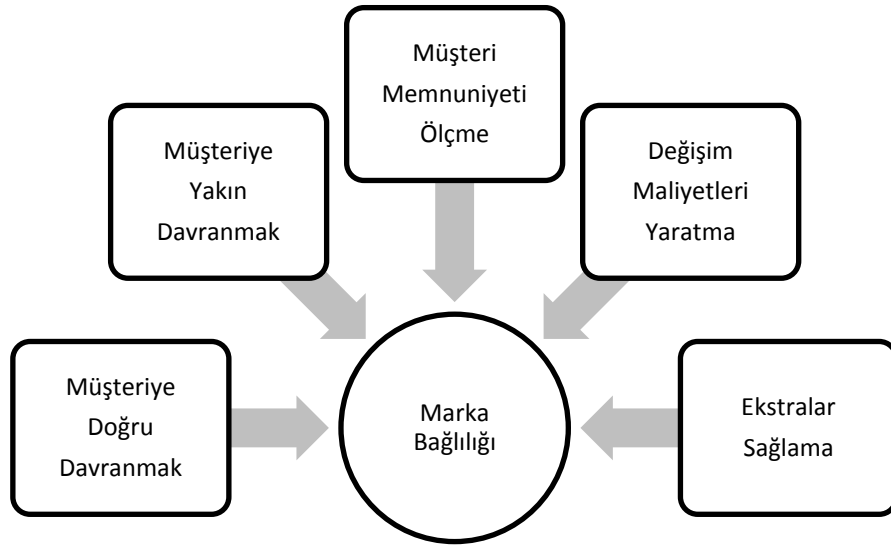 Müşteri
Memnuniyeti
Ölçme
Müşteriye
Yakın
Davranmak
Değişim
Maliyetleri
Yaratma
Müşteriye
Doğru
Davranmak
Marka
Bağlılığı
Ekstralar
Sağlama